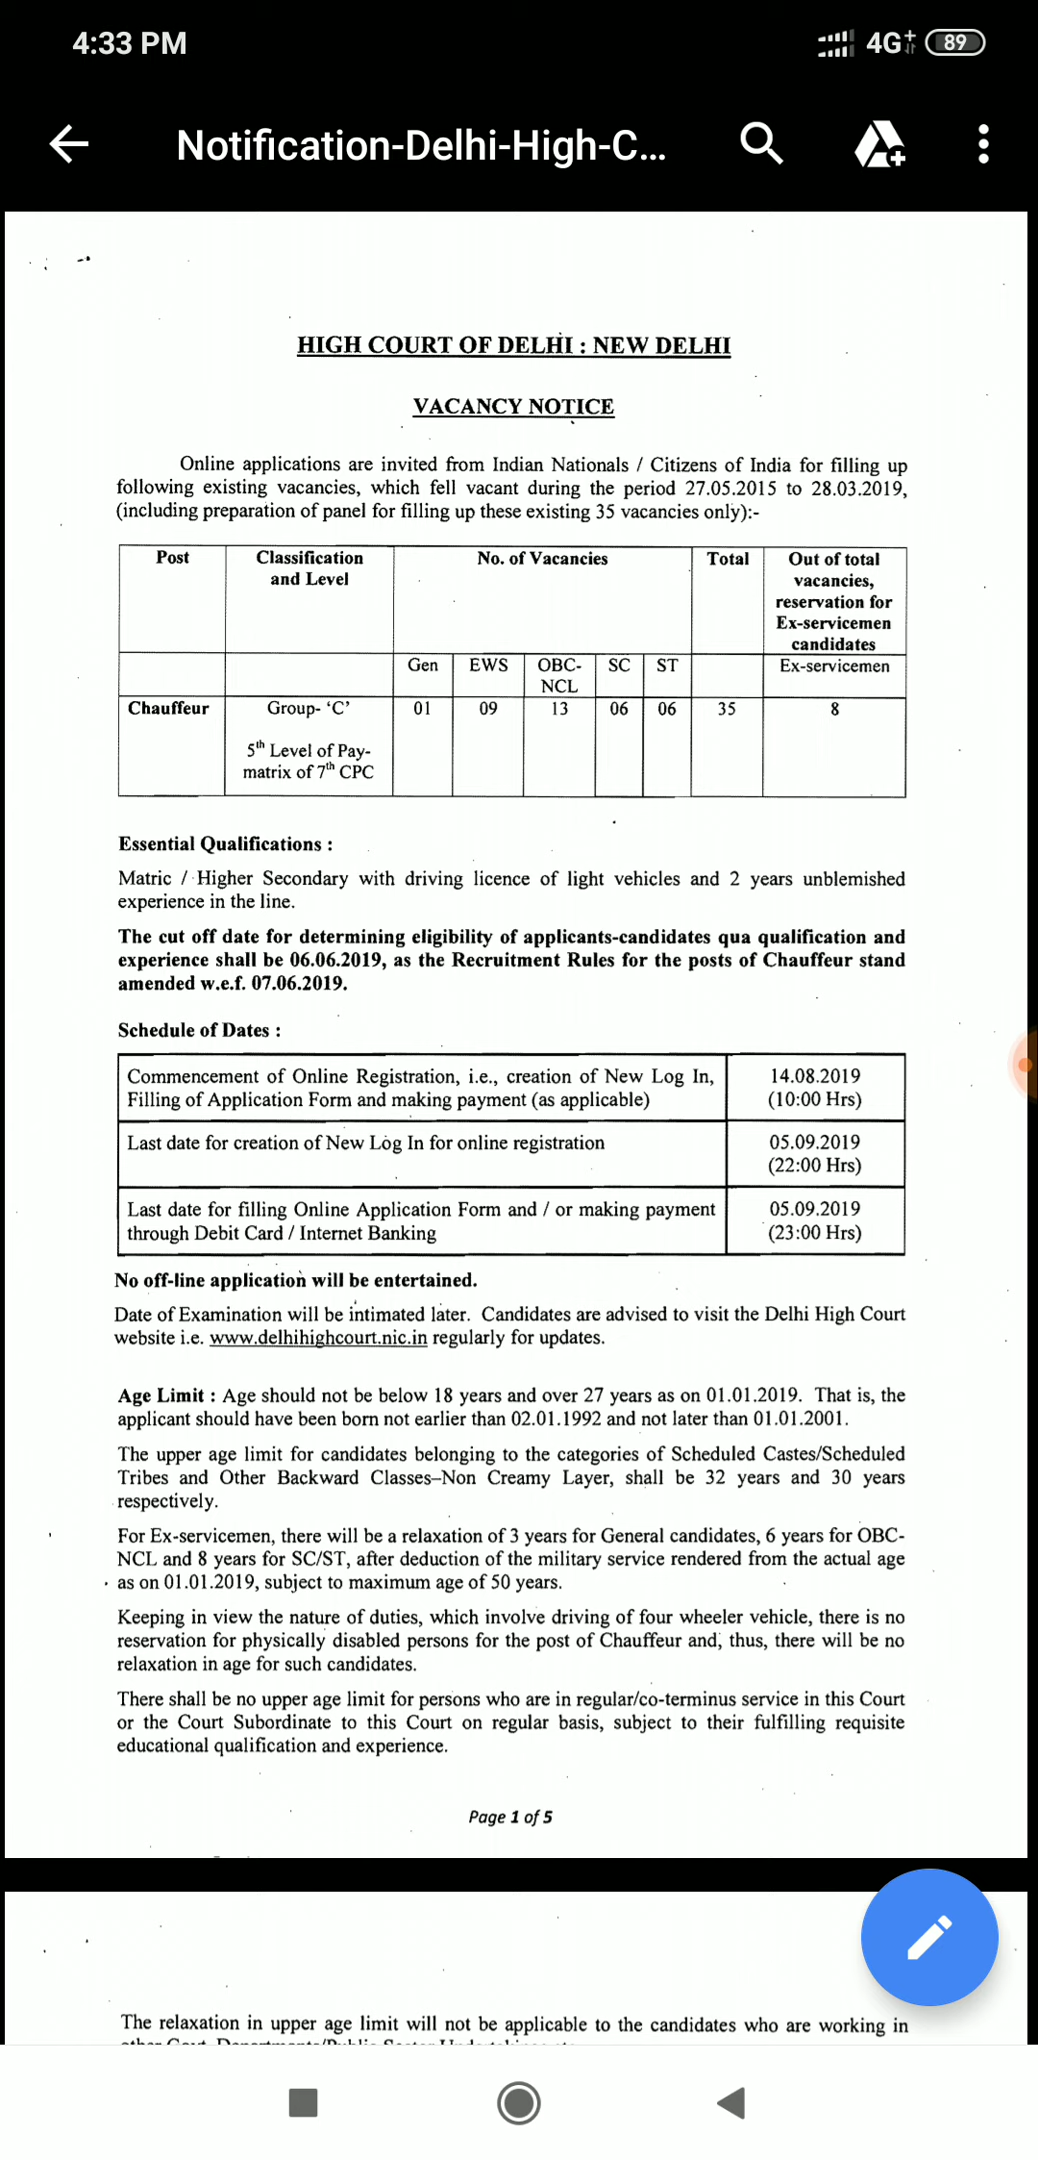 4:33 PM
4G+ 89
Notification-Delhi-High-C...
HIGH COURT OF DELHI : NEW DELHI
VACANCY NOTICE
Online applications are invited from Indian Nationals / Citizens of India for filling up
following existing vacancies, which fell vacant during the period 27.05.2015 to 28.03.2019,
(including preparation of panel for filling up these existing 35 vacancies only):-
Post Classification No. of Vacancies Total Out of total
and Level vacancies,
reservation for
Ex-servicemen
candidates
Gen EWS OBC- SC ST Ex-servicemen
NCL
Chauffeur Group- ‘C’ 01 09 13 06 06 35 8
5th Level of Pay-
matrix of 7th CPC
Essential Qualifications :
Matric / Higher Secondary with driving licence of light vehicles and 2 years unblemished
experience in the line.
The cut off date for determining eligibility of applicants-candidates qua qualification and
experience shall be 06.06.2019, as the Recruitment Rules for the posts of Chauffeur stand
amended w.e.f. 07.06.2019.
Schedule of Dates :
Commencement of Online Registration, i.e., creation of New Log In, 14.08.2019
Filling of Application Form and making payment (as applicable) (10:00 Hrs)
Last date for creation of New Log In for online registration 05.09.2019
(22:00 Hrs)
Last date for filling Online Application Form and / or making payment 05.09.2019
through Debit Card / Internet Banking (23:00 Hrs)
No off-line application will be entertained.
Date of Examination will be intimated later. Candidates are advised to visit the Delhi High Court
website i.e. www.delhihighcourt.nic.in regularly for updates.
Age Limit : Age should not be below 18 years and over 27 years as on 01.01.2019. That is, the
applicant should have been born not earlier than 02.01.1992 and not later than 01.01.2001.
The upper age limit for candidates belonging to the categories of Scheduled Castes/Scheduled
Tribes and Other Backward Classes–Non Creamy Layer, shall be 32 years and 30 years
respectively.
For Ex-servicemen, there will be a relaxation of 3 years for General candidates, 6 years for OBC-
NCL and 8 years for SC/ST, after deduction of the military service rendered from the actual age
as on 01.01.2019, subject to maximum age of 50 years.
Keeping in view the nature of duties, which involve driving of four wheeler vehicle, there is no
reservation for physically disabled persons for the post of Chauffeur and, thus, there will be no
relaxation in age for such candidates.
There shall be no upper age limit for persons who are in regular/co-terminus service in this Court
or the Court Subordinate to this Court on regular basis, subject to their fulfilling requisite
educational qualification and experience.
Page 1 of 5
The relaxation in upper age limit will not be applicable to the candidates who are working in